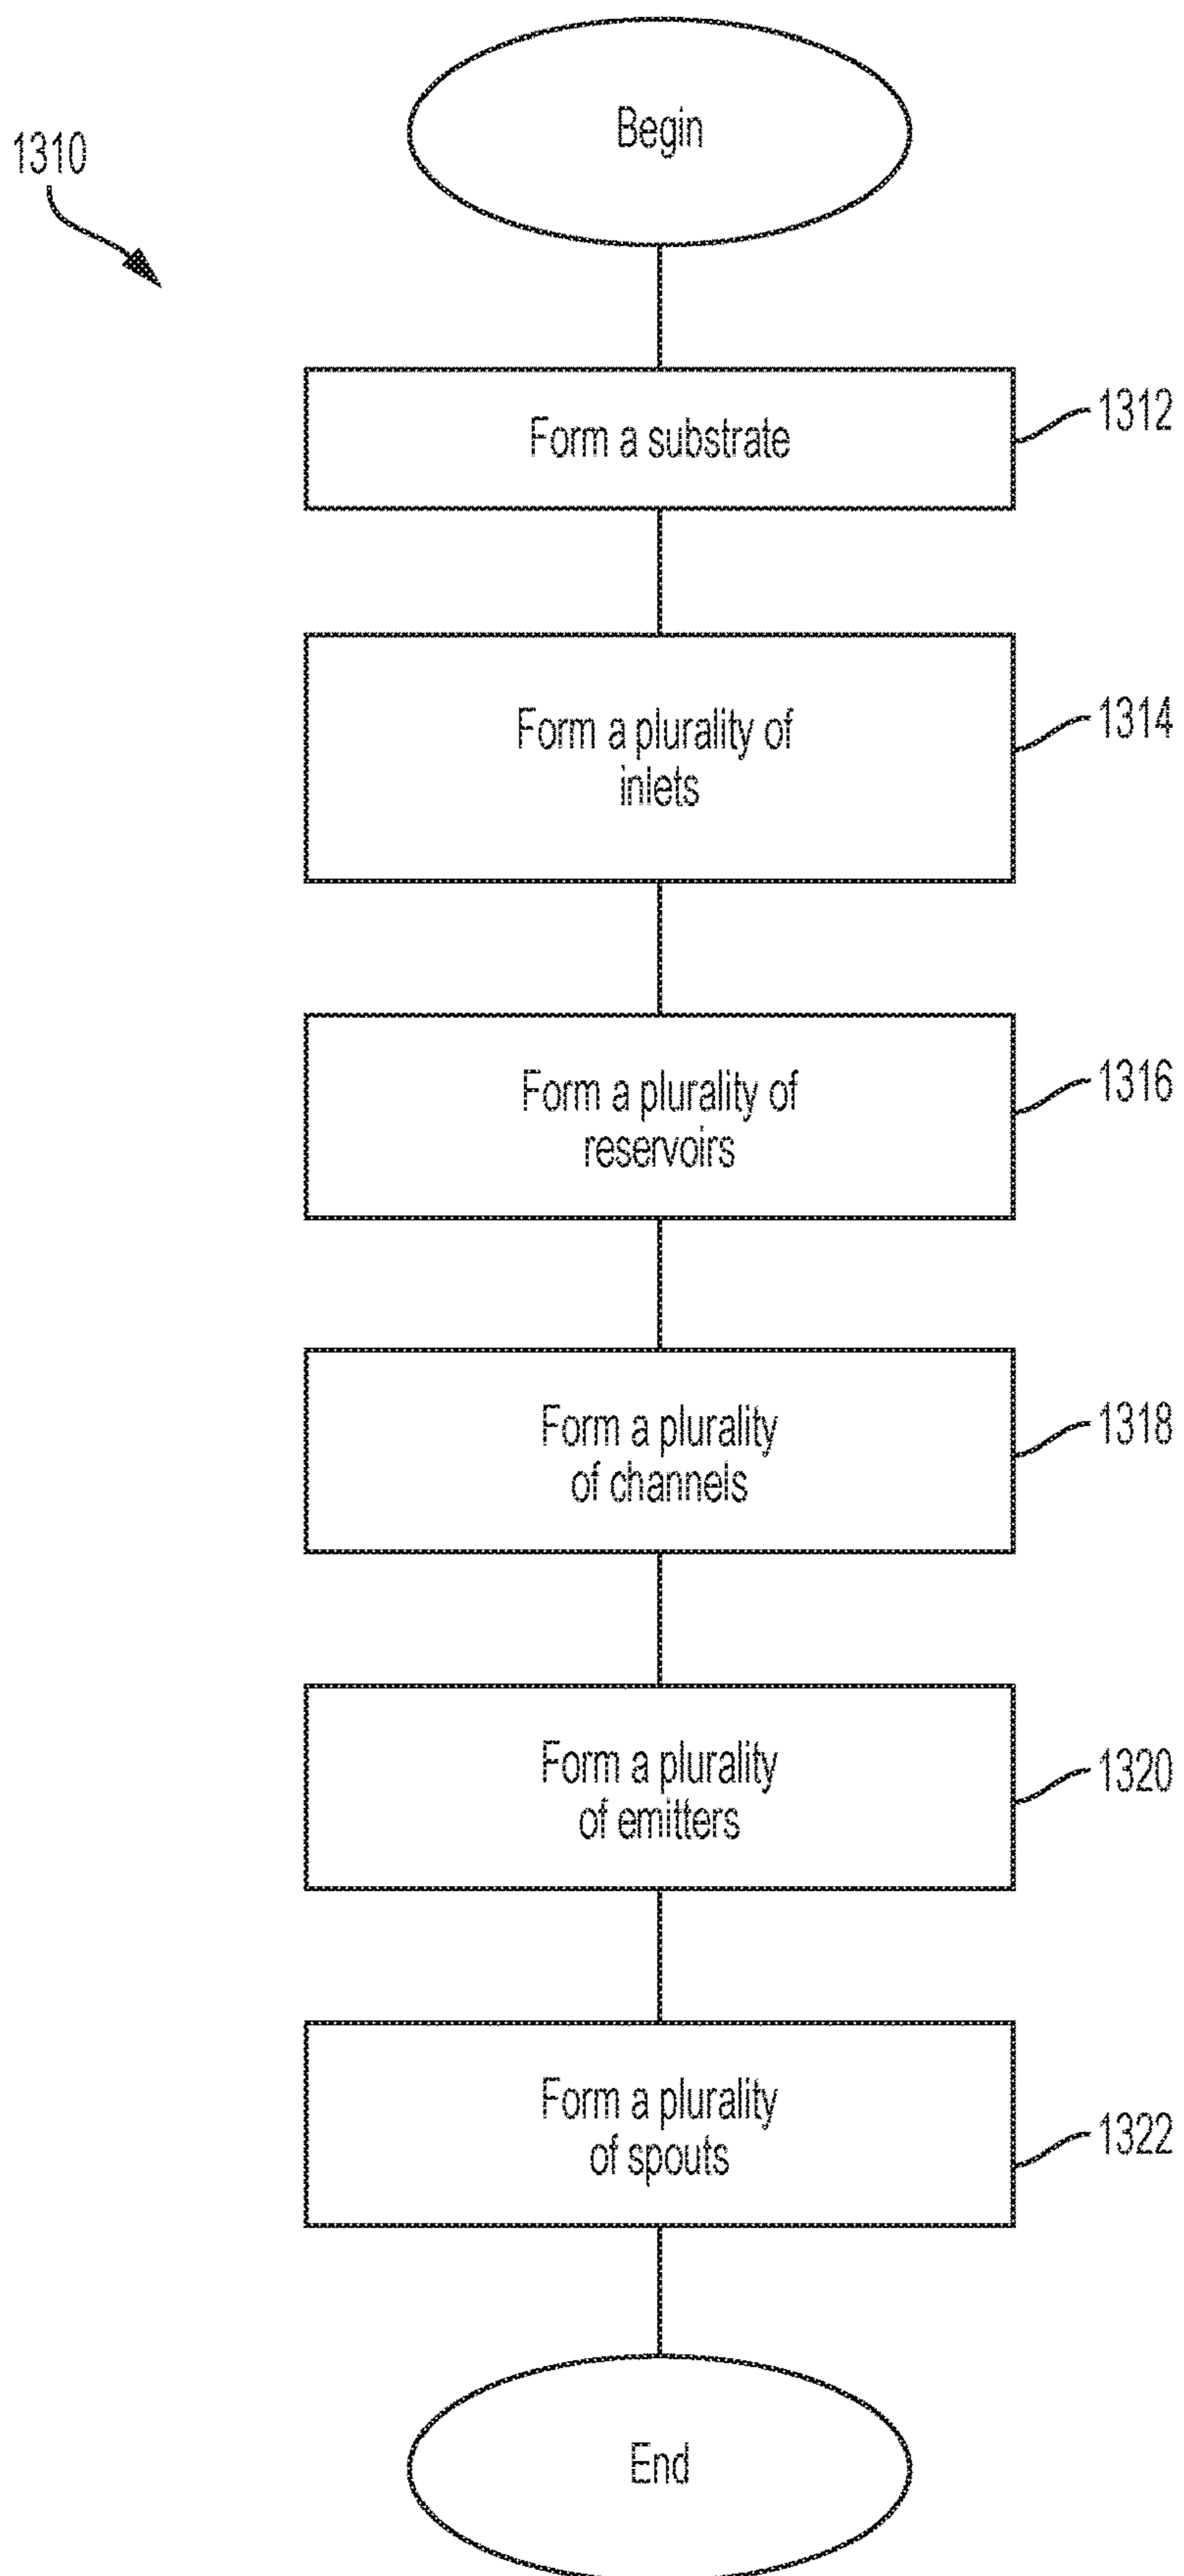 Begin
1310
Form a substrate
1312
Form a plurality of
inlets
1314
Form a plurality of
reservoirs
1316
Form a plurality
of channels
1318
Form a plurality
of emitters
1320
Form a plurality
of spouts
1322
End